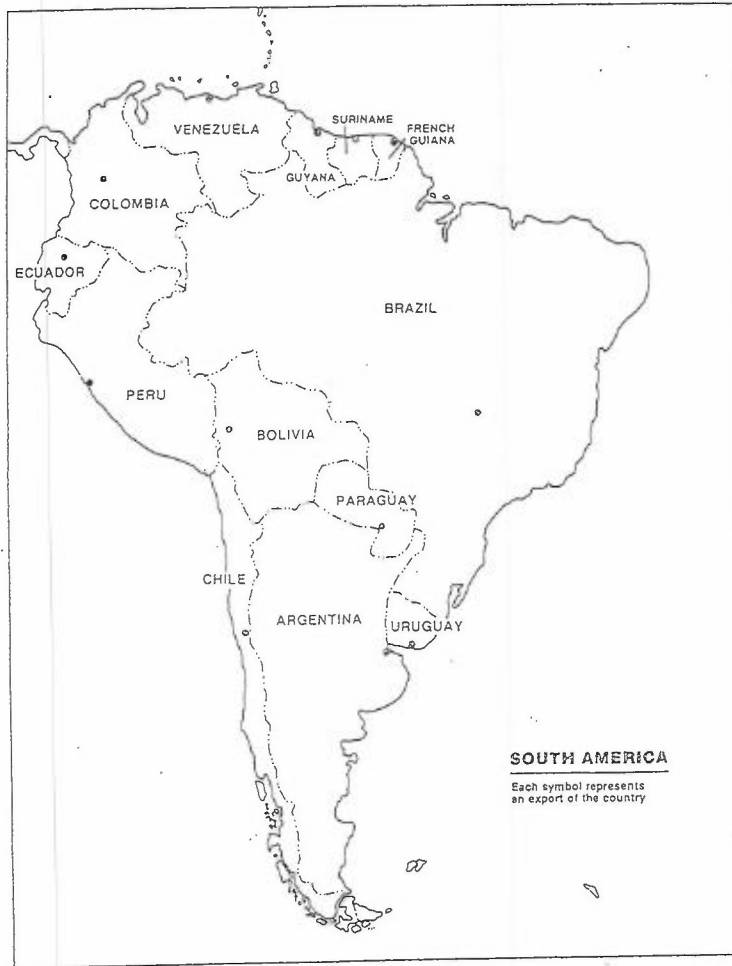 VENEZUELA
SURINAME
FRENCH
GUIANA
GUYANA
COLOMBIA
ECUADOR
BRAZIL
PERU
BOLIVIA
PARAGUAY
CHILE
ARGENTINA
URUGUAY
SOUTH AMERICA
Each symbol represents
an export of the country